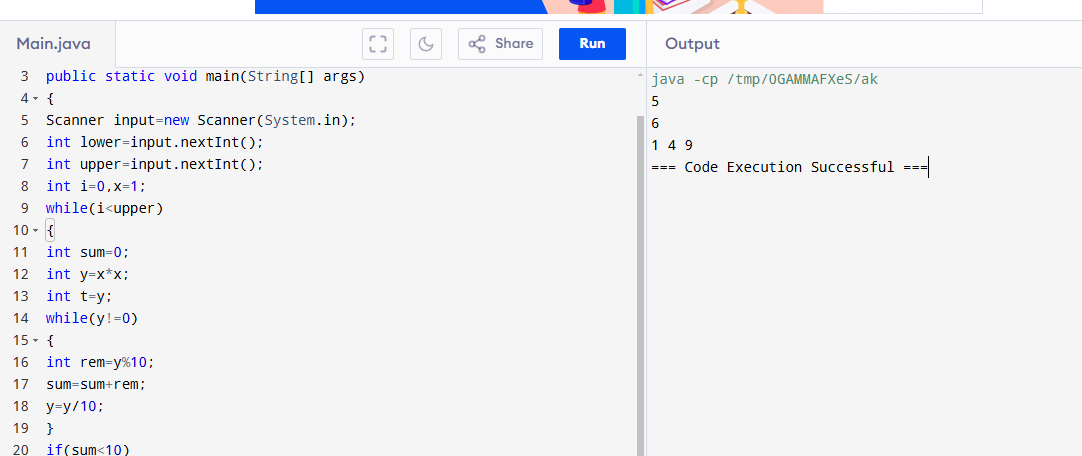 Main.java
Share
Run
Output
3 public static void main(String[] args)
4 {
5 Scanner input=new Scanner(System.in);
6 int lower=input.nextInt();
7 int upper=input.nextInt();
8 int i=0,x=1;
9 while(i<upper)
10 {
11 int sum=0;
12 int y=x*x;
13 int t=y;
14 while(y!=0)
15 {
16 int rem=y%10;
17 sum=sum+rem;
18 y=y/10;
19 }
20 if(sum<10)
java -cp /tmp/0GAMMAFXeS/ak
5
6
1 4 9
=== Code Execution Successful ===